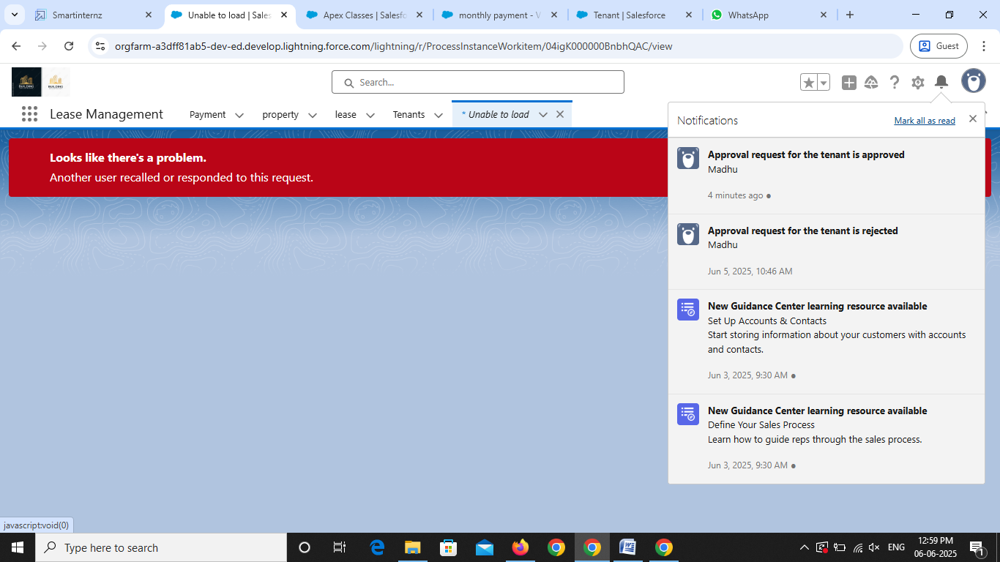 Smartinternz
Unable to load | Sales
Apex Classes | Salesfo
monthly payment - V
Tenant | Salesforce
WhatsApp
orgfarm-a3dff81ab5-dev-ed.develop.lightning.force.com/lightning/r/ProcessInstanceWorkitem/04igK000000BnbhQAC/view
Guest
BUILDING
BUILDING
Search...
Lease Management
Payment
property
lease
Tenants
* Unable to load
Looks like there's a problem.
Another user recalled or responded to this request.
Notifications
Mark all as read
Approval request for the tenant is approved
Madhu
4 minutes ago
Approval request for the tenant is rejected
Madhu
Jun 5, 2025, 10:46 AM
New Guidance Center learning resource available
Set Up Accounts & Contacts
Start storing information about your customers with accounts
and contacts.
Jun 3, 2025, 9:30 AM
New Guidance Center learning resource available
Define Your Sales Process
Learn how to guide reps through the sales process.
Jun 3, 2025, 9:30 AM
javascript:void(0)
Type here to search
ENG
12:59 PM
06-06-2025
1